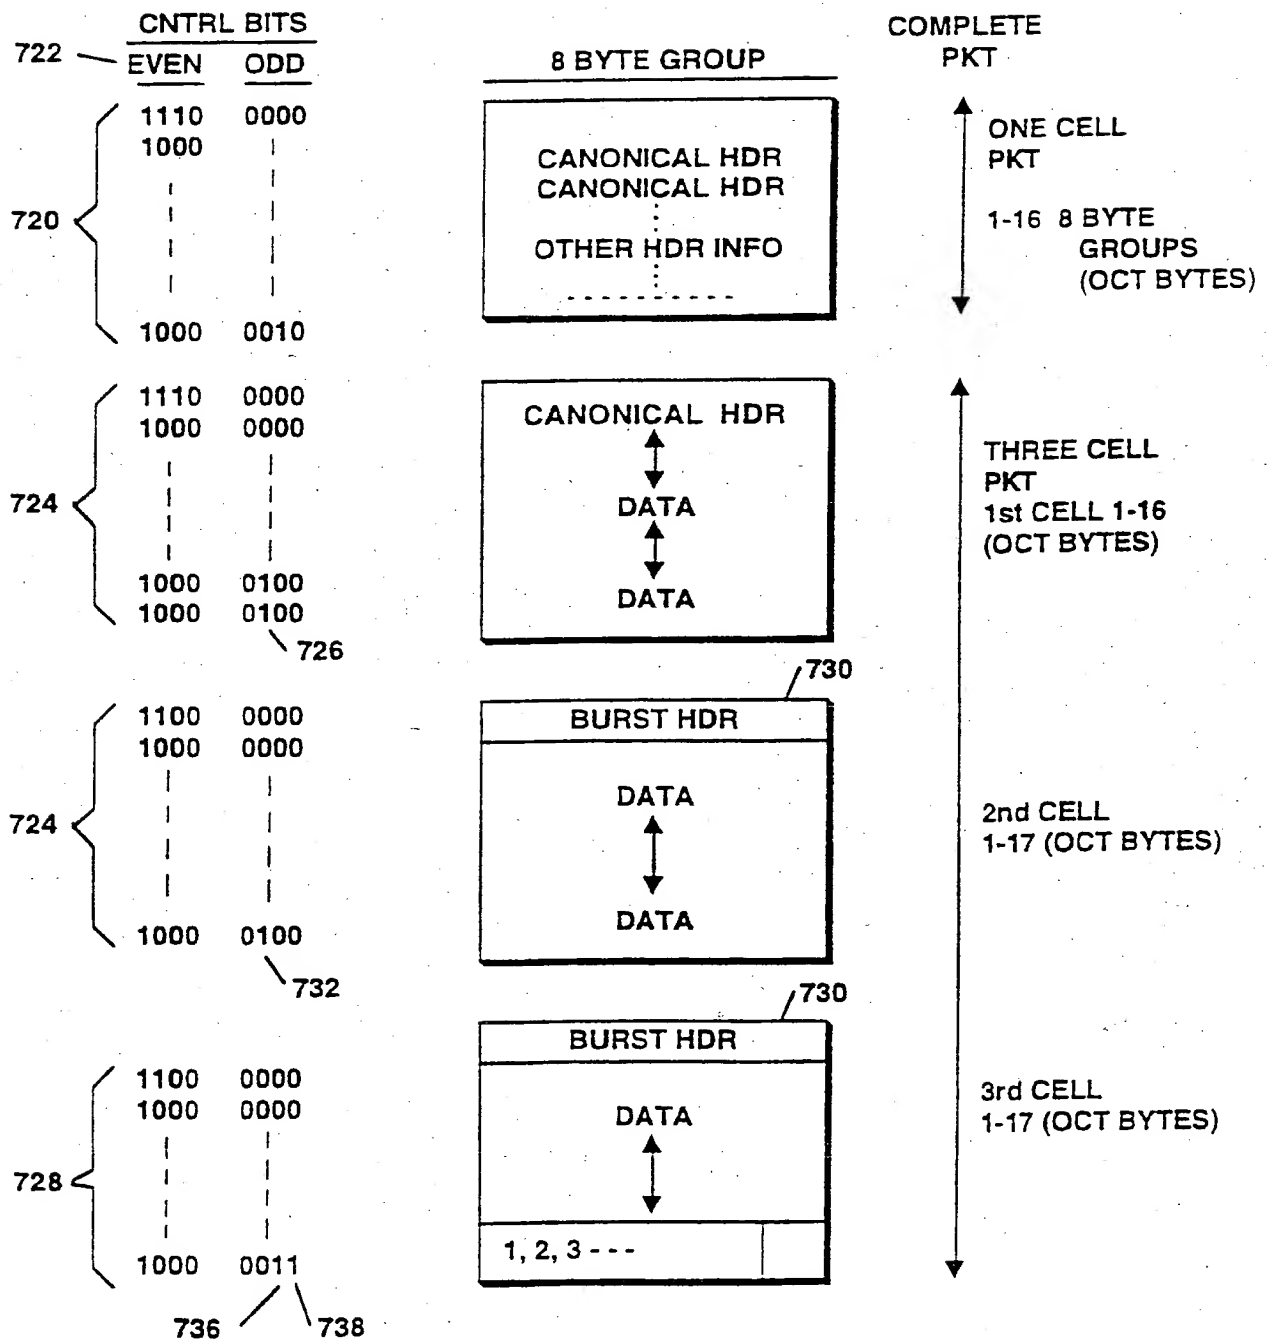 CNTRL BITS
722 EVEN ODD
8 BYTE GROUP
COMPLETE
PKT
1110 0000
1000
720
1000 0010
CANONICAL HDR
CANONICAL HDR
OTHER HDR INFO
ONE CELL
PKT
1-16 8 BYTE
GROUPS
(OCT BYTES)
1110 0000
1000 0000
724
1000 0100
1000 0100
726
CANONICAL HDR
DATA
DATA
THREE CELL
PKT
1st CELL 1-16
(OCT BYTES)
730
1100 0000
1000 0000
724
1000 0100
732
BURST HDR
DATA
DATA
2nd CELL
1-17 (OCT BYTES)
730
1100 0000
1000 0000
728
1000 0011
736 738
BURST HDR
DATA
1, 2, 3 - - -
3rd CELL
1-17 (OCT BYTES)